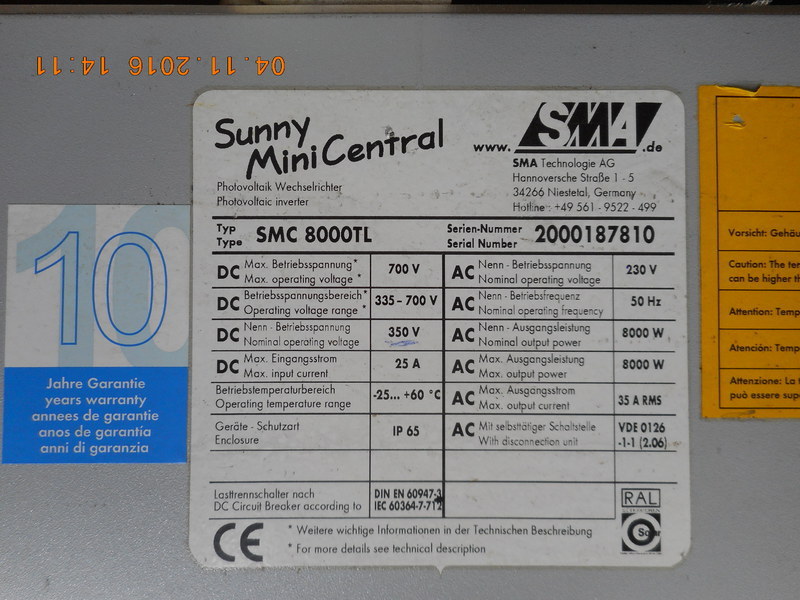 04.11.2016 14:11
Sunny
Mini Central
www. SMA .de
SMA Technologie AG
Hannoversche Straße 1 - 5
34266 Niestetal, Germany
Hotline : +49 561 - 9522 - 499
Photovoltaik Wechselrichter
Photovoltaic inverter
Typ
Type SMC 8000TL
Serien-Nummer
Serial Number 2000187810
DC Max. Betriebsspannung*
Max. operating voltage * 700 V
AC Nenn - Betriebsspannung
Nominal operating voltage 230 V
DC Betriebsspannungsbereich*
Operating voltage range * 335 - 700 V
AC Nenn - Betriebsfrequenz
Nominal operating frequency 50 Hz
DC Nenn - Betriebsspannung
Nominal operating voltage 350 V
AC Nenn - Ausgangsleistung
Nominal output power 8000 W
DC Max. Eingangsstrom
Max. input current 25 A
AC Max. Ausgangsleistung
Max. output power 8000 W
Betriebstemperaturbereich
Operating temperature range -25... +60 °C
AC Max. Ausgangsstrom
Max. output current 35 A RMS
Geräte - Schutzart
Enclosure IP 65
AC Mit selbsttätiger Schaltstelle
With disconnection unit
VDE 0126
-1-1 (2.06)
Lasttrennschalter nach
DC Circuit Breaker according to
DIN EN 60947-3
IEC 60364-7-712
RAL
Solar
CE
* Weitere wichtige Informationen in der Technischen Beschreibung
* For more details see technical description
10
Jahre Garantie
years warranty
annees de garantie
anos de garantía
anni di garanzia
Vorsicht: Gehäu
Caution: The te
can be higher th
Attention: Temp
Atención: Temp
Attenzione: La t
può essere sup